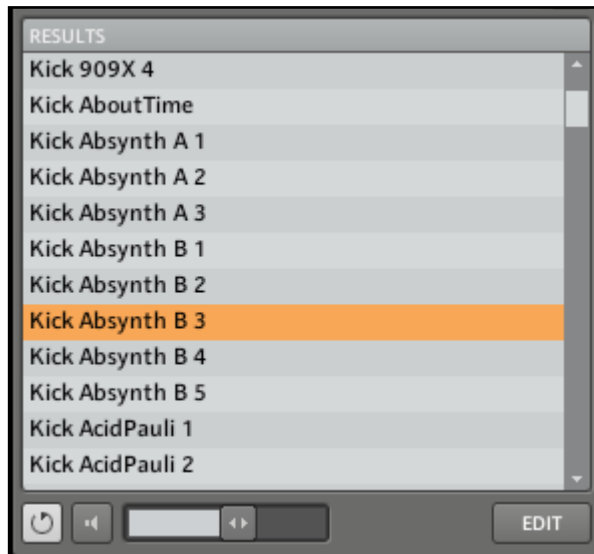 RESULTS
Kick 909X 4
Kick AboutTime
Kick Absynth A 1
Kick Absynth A 2
Kick Absynth A 3
Kick Absynth B 1
Kick Absynth B 2
Kick Absynth B 3
Kick Absynth B 4
Kick Absynth B 5
Kick AcidPauli 1
Kick AcidPauli 2
EDIT